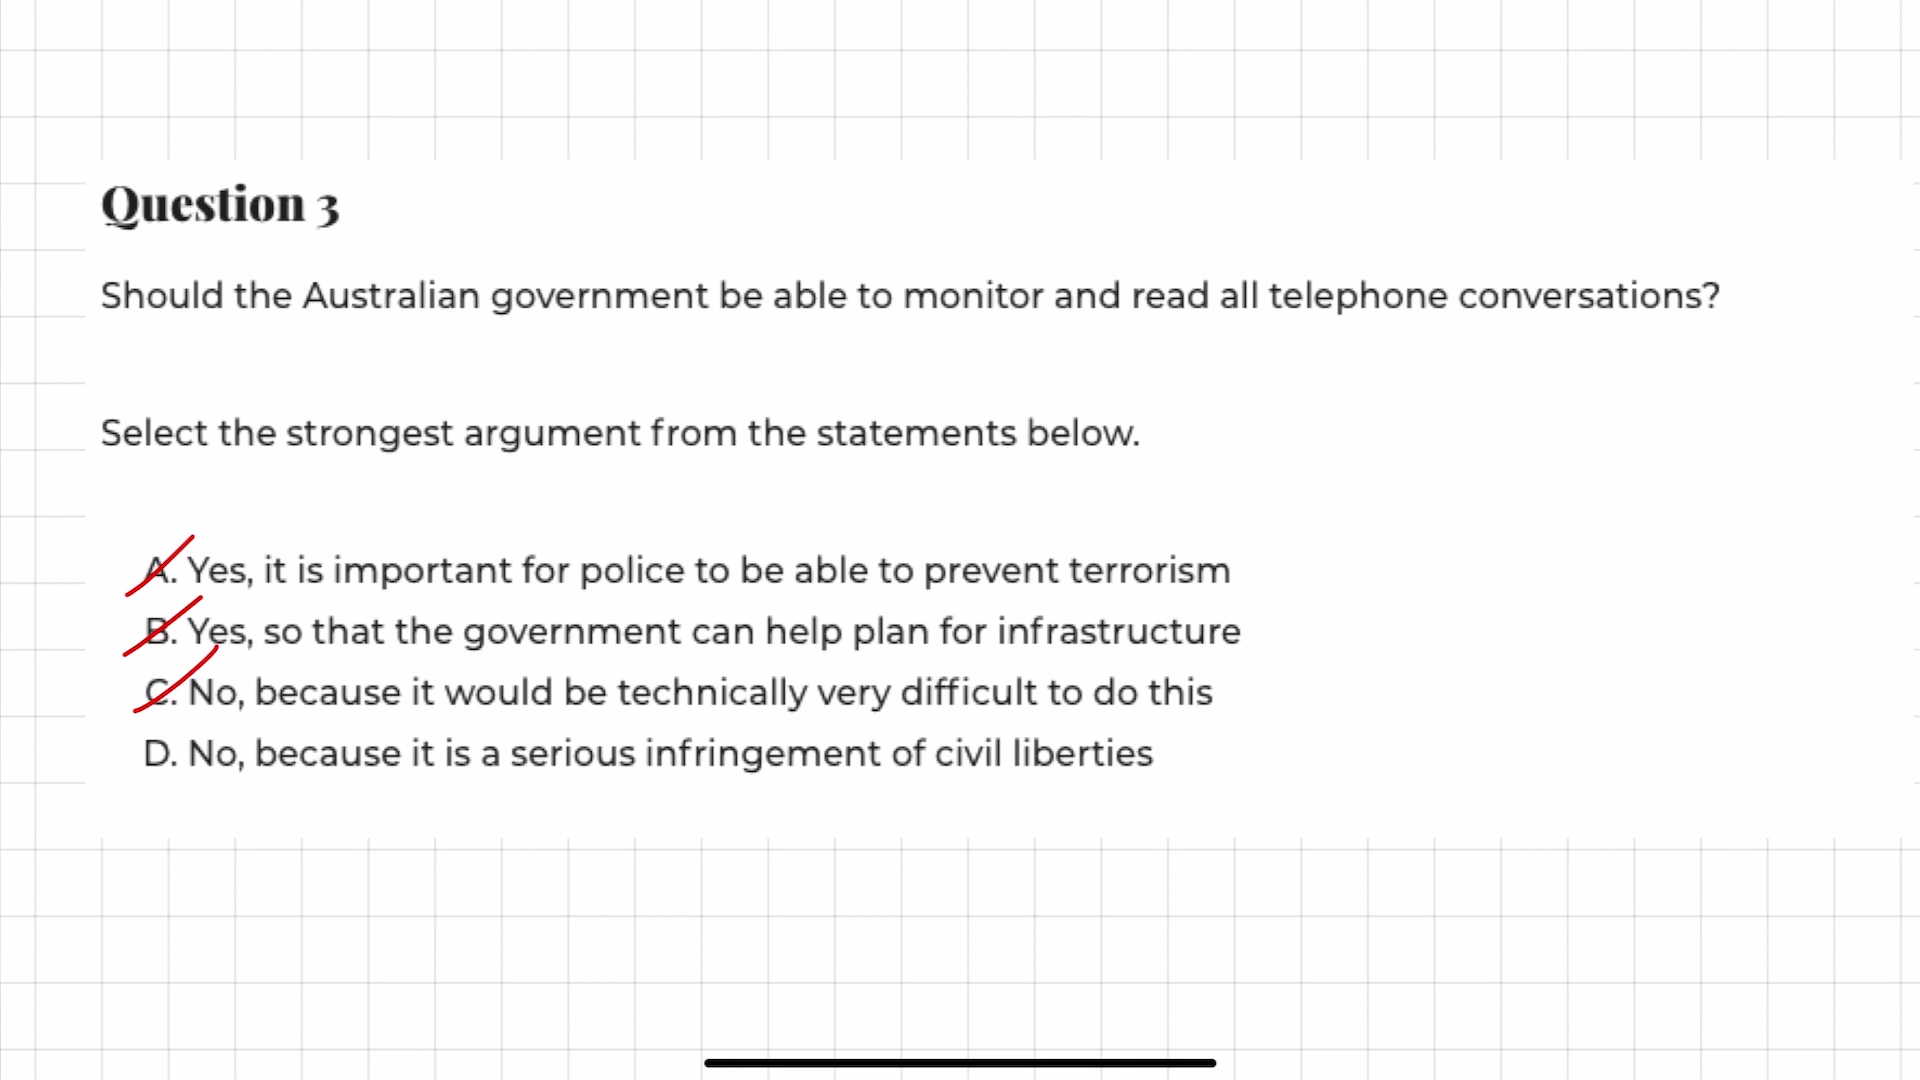 Question 3
Should the Australian government be able to monitor and read all telephone conversations?
Select the strongest argument from the statements below.
A. Yes, it is important for police to be able to prevent terrorism
B. Yes, so that the government can help plan for infrastructure
C. No, because it would be technically very difficult to do this
D. No, because it is a serious infringement of civil liberties